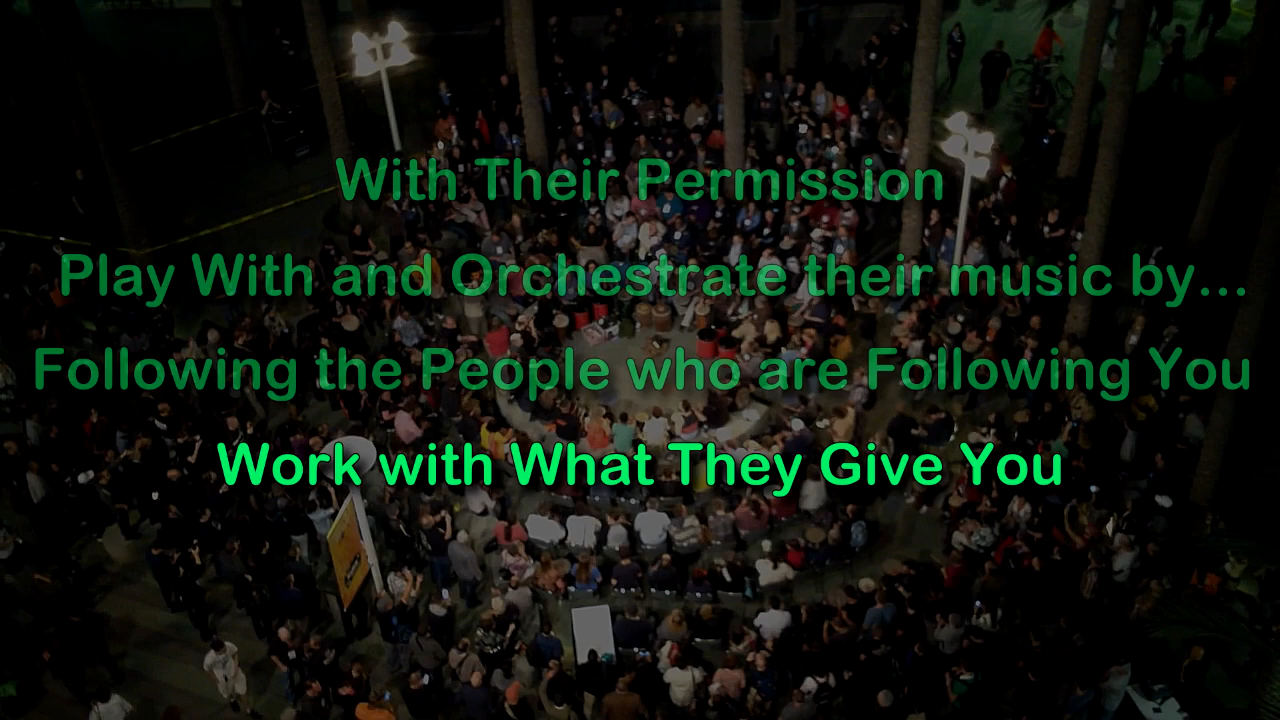 With Their Permission
Play With and Orchestrate their music by...
Following the People who are Following You
Work with What They Give You